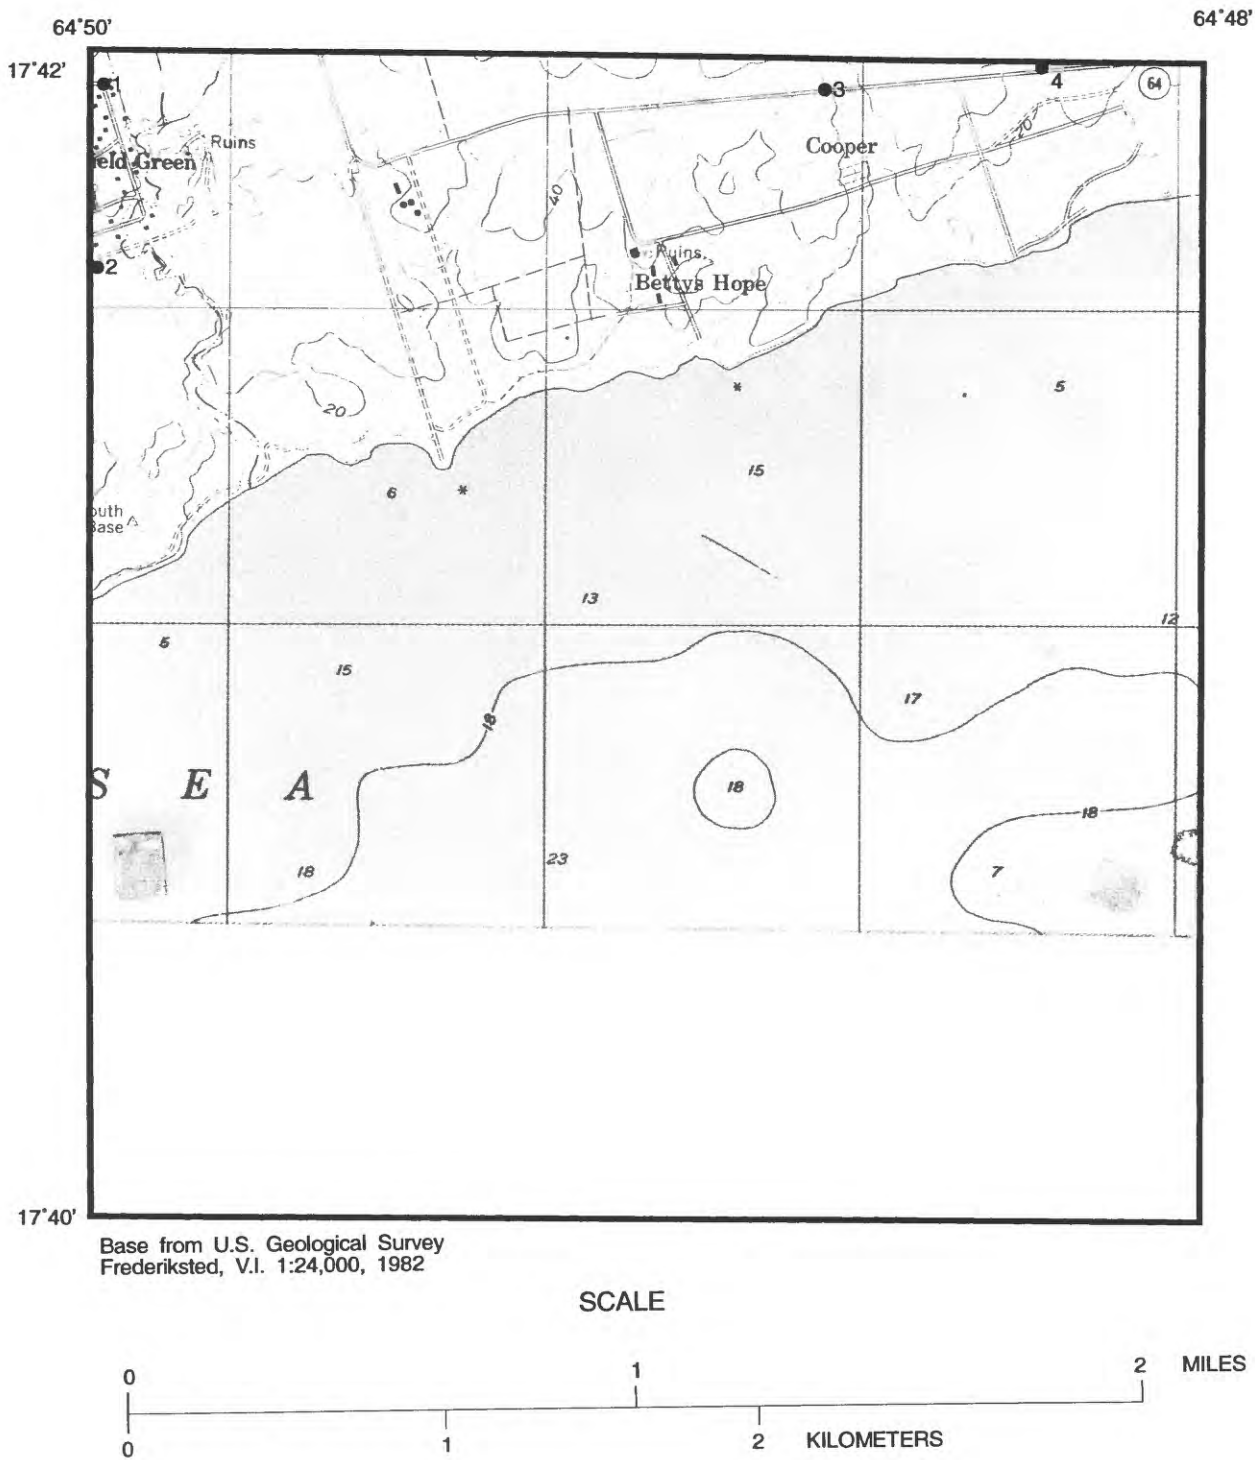 64°50'
64°48'
17°42'
1
3
4
64
Ruins
Cooper
20
ield Green
40
2
Ruins
Bettys Hope
20
5
15
6
outh
Base
13
12
5
15
17
18
S E A
18
18
23
18
7
17°40'
Base from U.S. Geological Survey
Frederiksted, V.I. 1:24,000, 1982
SCALE
0 1 2 MILES
0 1 2 KILOMETERS